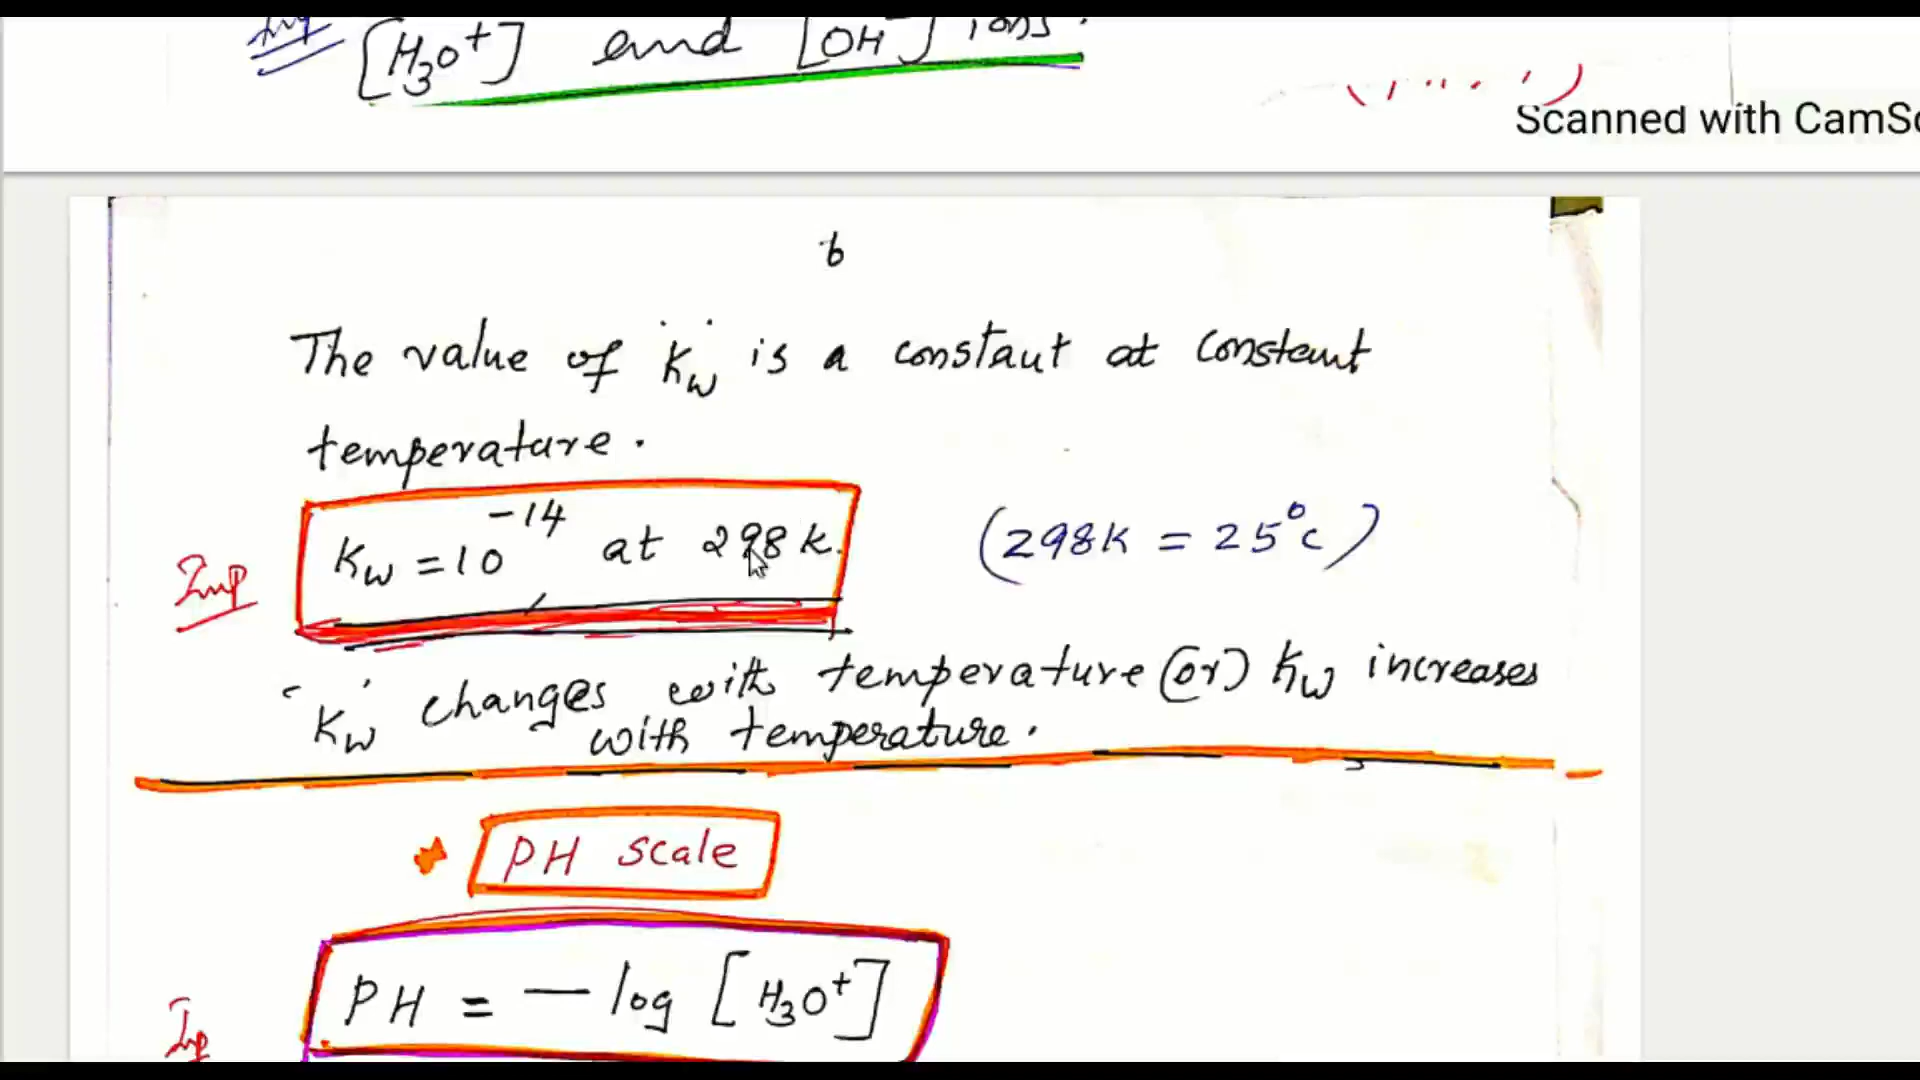 Imp [H₃O⁺] and [OH⁻] ions.
Scanned with CamSc
6
The value of 'Kw' is a constant at constant
temperature.
Imp Kw = 10⁻¹⁴ at 298 K. (298K = 25°C)
'Kw' changes with temperature (or) Kw increases
with temperature.
PH scale
Imp PH = – log [H₃O⁺]